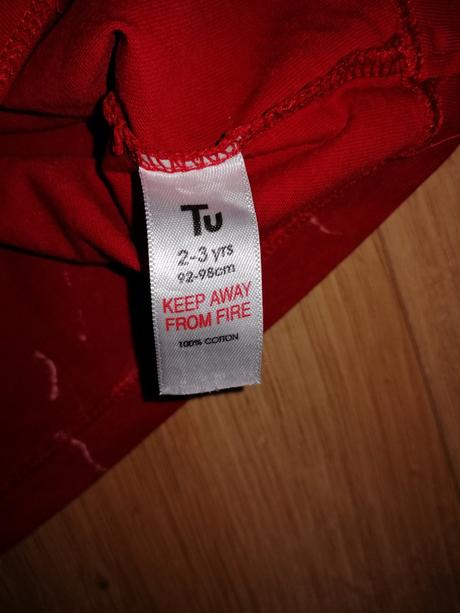 Tu
2-3 yrs
92-98cm
KEEP AWAY
FROM FIRE
100% COTTON